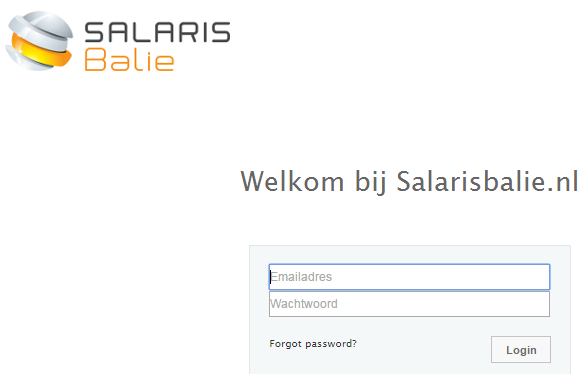 SALARIS
Balie
Welkom bij Salarisbalie.nl
Emailadres
Wachtwoord
Forgot password?
Login